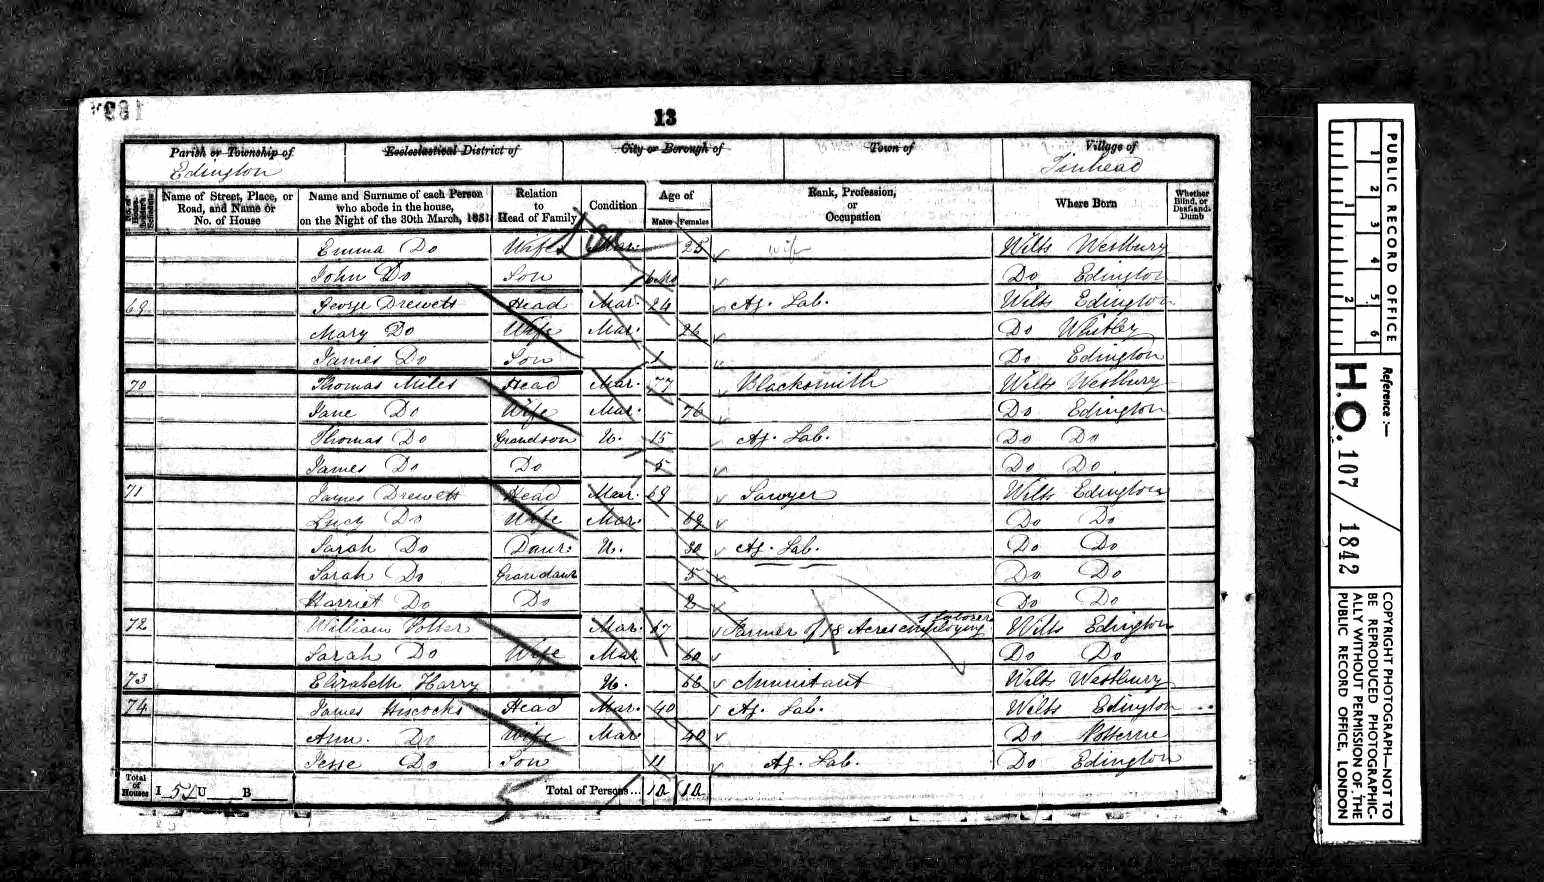 13
Parish or Township of Ecclesiastical District of City or Borough of Town of Village of
Edington Tinhead
Name of Street, Place, or Road, and Name or No. of House
Name and Surname of each Person who abode in the house, on the Night of the 30th March, 1851
Relation to Head of Family
Condition
Age of
Males Females
Rank, Profession, or Occupation
Where Born
Whether Blind, or Deaf-and-Dumb
Emma Do Wife Mar. 25 wife Wilts Westbury
John Do Son 6 Mo Do Edington
69 George Drewett Head Mar. 24 Ag. Lab. Wilts Edington
Mary Do Wife Mar. 24 Do
James Do Son 1 Do Edington
70 Thomas Miles Head Mar. 77 Blacksmith Wilts Westbury
Jane Do Wife Mar. 76 Do Edington
Thomas Do Grandson U. 15 Ag. Lab. Do Do
James Do Do 5 Do Do
71 James Drewett Head Mar. 69 Sawyer Wilts Edington
Lucy Do Wife Mar. 69 Do Do
Sarah Do Daur: U. 30 Ag. Lab. Do Do
Sarah Do Grandaur 5 Do Do
Harriet Do Do 2 Do Do
72 William Potter Mar. 67 Farmer of 18 Acres employing 1 laborer Wilts Edington
Sarah Do Wife Mar 60 Do Do
73 Elizabeth Harry U. 66 Annuitant Wilts Westbury
74 James Hiscocks Head Mar. 40 Ag. Lab. Wilts Edington
Ann. Do Wife Mar 40 Do Potterne
Jesse Do Son 11 Ag. Lab. Do Edington
Total of Houses I U B Total of Persons... 10 10
5
PUBLIC RECORD OFFICE
1 2 3 4 5 6
1 2
Reference :—
H.O. 107 / 1842
COPYRIGHT PHOTOGRAPH—NOT TO BE REPRODUCED PHOTOGRAPHICALLY WITHOUT PERMISSION OF THE PUBLIC RECORD OFFICE, LONDON